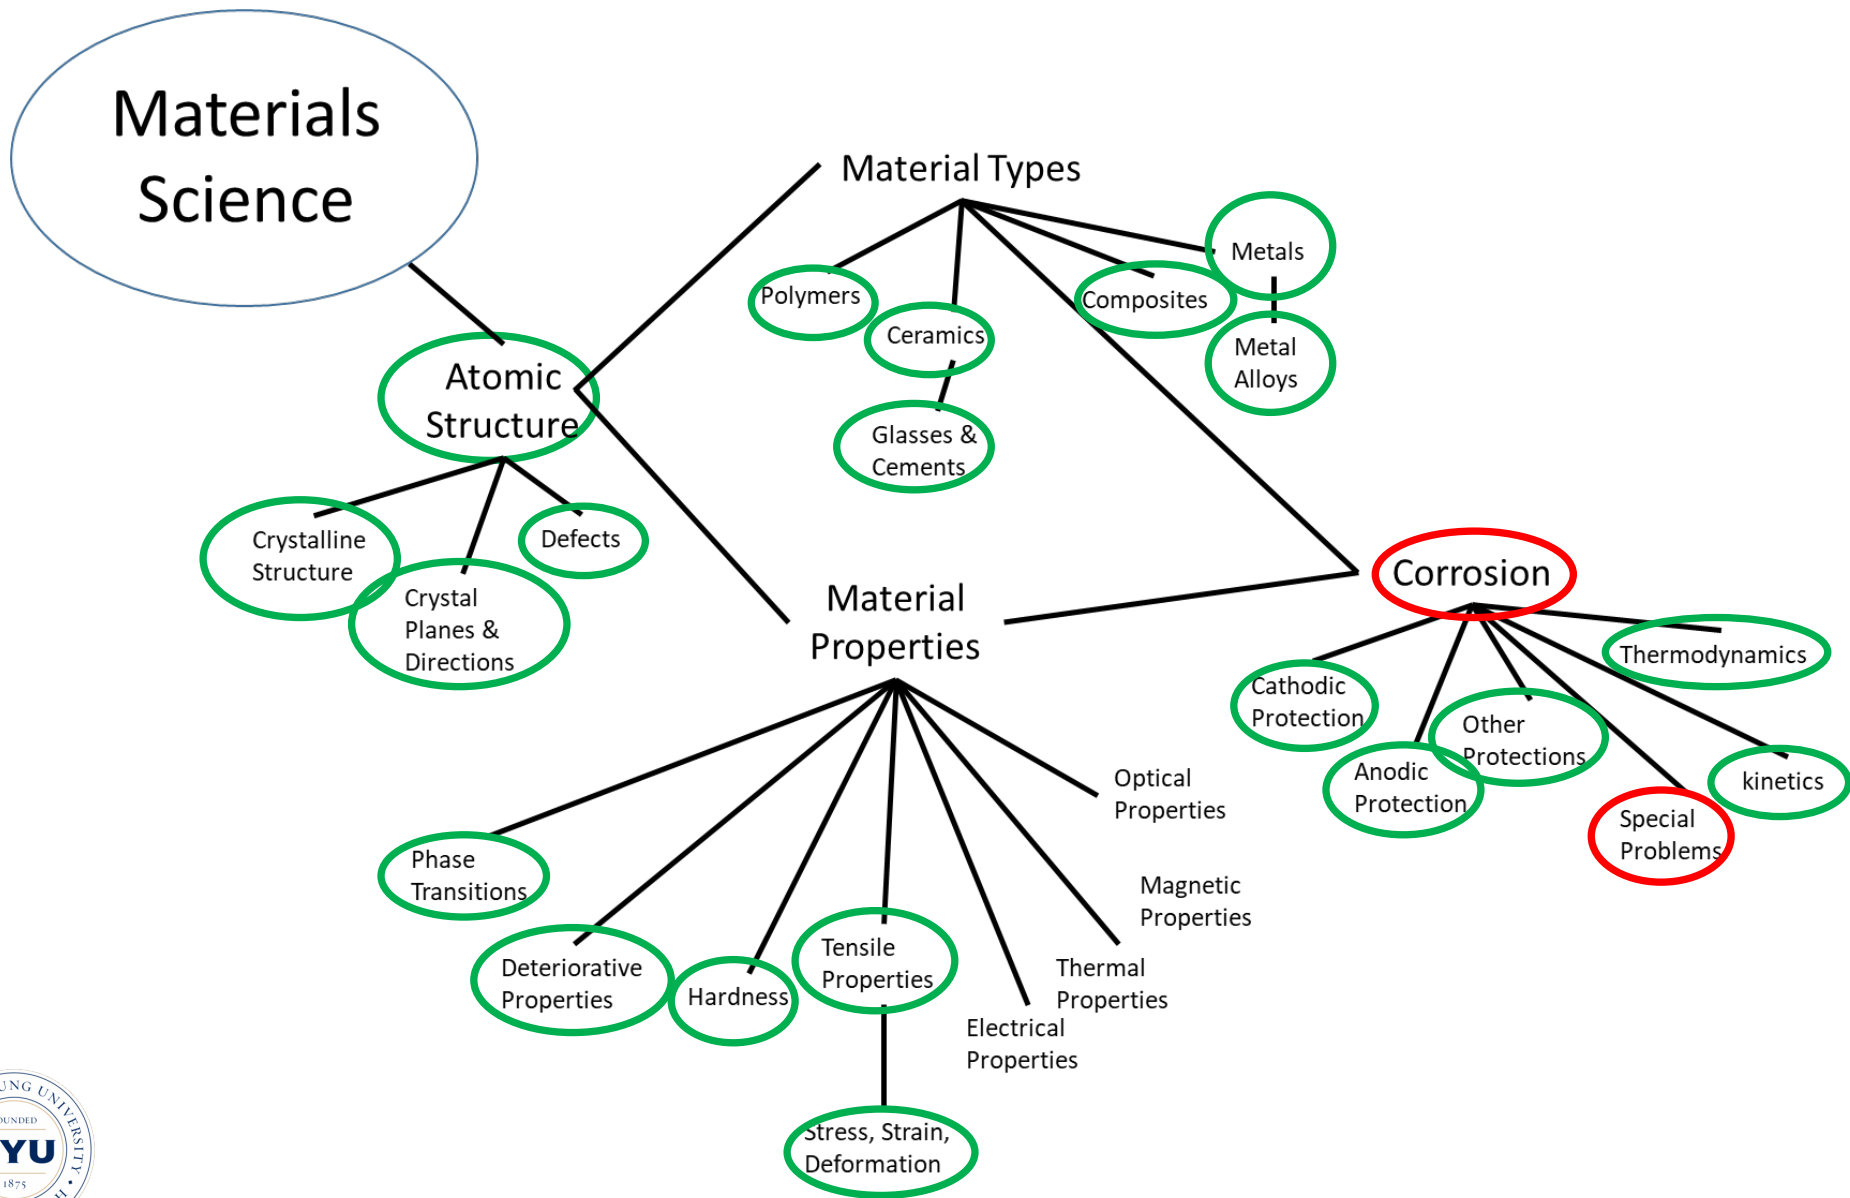 Materials
Science
Material Types
Metals
Polymers
Composites
Ceramics
Metal
Alloys
Atomic
Structure
Glasses &
Cements
Crystalline
Structure
Defects
Crystal
Planes &
Directions
Material
Properties
Corrosion
Thermodynamics
Cathodic
Protection
Other
Protections
Anodic
Protection
kinetics
Special
Problems
Optical
Properties
Phase
Transitions
Magnetic
Properties
Deteriorative
Properties
Hardness
Tensile
Properties
Thermal
Properties
Electrical
Properties
Stress, Strain,
Deformation
UNIVERSITY
YU
1875